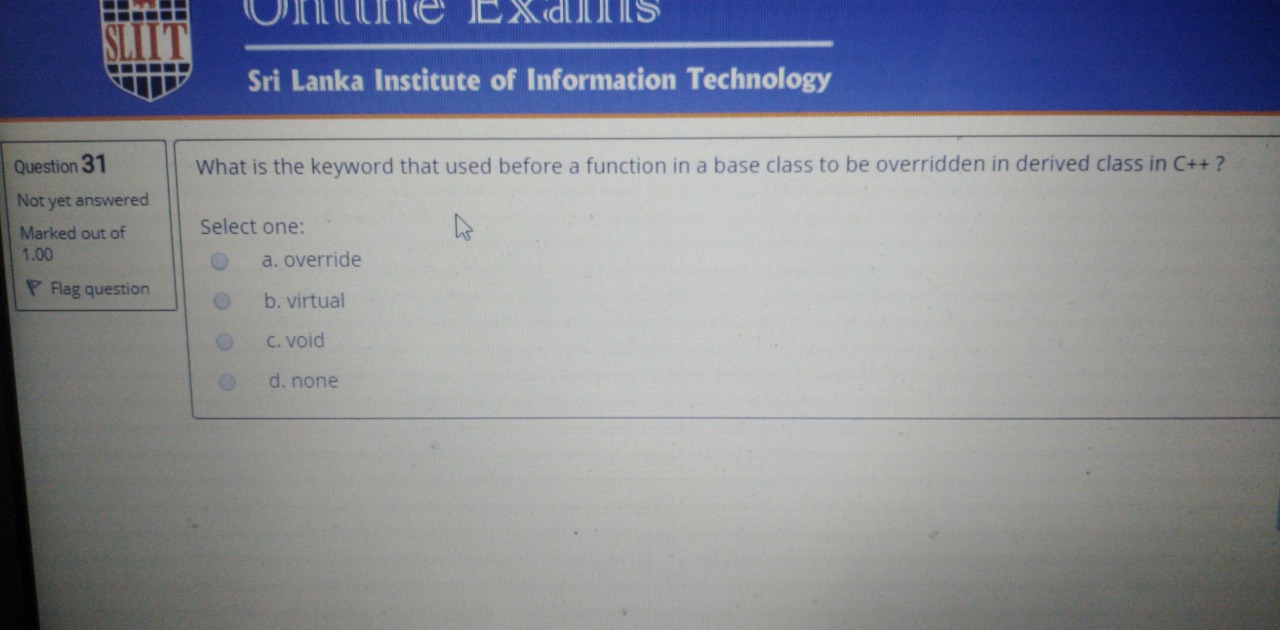 SLIIT
Online Exams
Sri Lanka Institute of Information Technology
Question 31
Not yet answered
Marked out of
1.00
Flag question
What is the keyword that used before a function in a base class to be overridden in derived class in C++ ?
Select one:
a. override
b. virtual
c. void
d. none